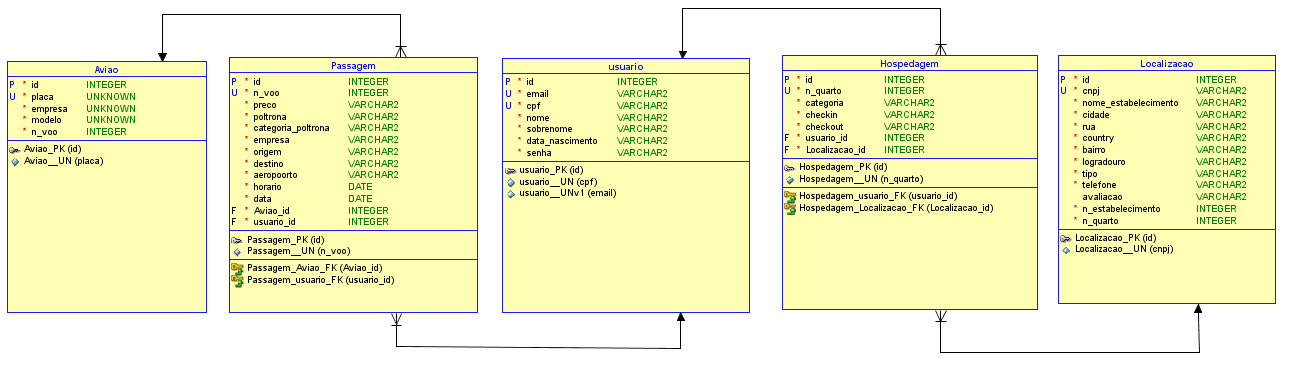 Aviao
P * id INTEGER
U * placa UNKNOWN
* empresa UNKNOWN
* modelo UNKNOWN
* n_voo INTEGER
Aviao_PK (id)
Aviao__UN (placa)
Passagem
P * id INTEGER
U * n_voo INTEGER
* preco VARCHAR2
* poltrona VARCHAR2
* categoria_poltrona VARCHAR2
* empresa VARCHAR2
* origem VARCHAR2
* destino VARCHAR2
* aeropoorto VARCHAR2
* horario DATE
* data DATE
F * Aviao_id INTEGER
F * usuario_id INTEGER
Passagem_PK (id)
Passagem__UN (n_voo)
Passagem_Aviao_FK (Aviao_id)
Passagem_usuario_FK (usuario_id)
usuario
P * id INTEGER
U * email VARCHAR2
U * cpf VARCHAR2
* nome VARCHAR2
* sobrenome VARCHAR2
* data_nascimento VARCHAR2
* senha VARCHAR2
usuario_PK (id)
usuario__UN (cpf)
usuario__UNv1 (email)
Hospedagem
P * id INTEGER
U * n_quarto INTEGER
* categoria VARCHAR2
* checkin VARCHAR2
* checkout VARCHAR2
F * usuario_id INTEGER
F * Localizacao_id INTEGER
Hospedagem_PK (id)
Hospedagem__UN (n_quarto)
Hospedagem_usuario_FK (usuario_id)
Hospedagem_Localizacao_FK (Localizacao_id)
Localizacao
P * id INTEGER
U * cnpj VARCHAR2
* nome_estabelecimento VARCHAR2
* cidade VARCHAR2
* rua VARCHAR2
* country VARCHAR2
* bairro VARCHAR2
* logradouro VARCHAR2
* tipo VARCHAR2
* telefone VARCHAR2
avaliacao VARCHAR2
* n_estabelecimento INTEGER
* n_quarto INTEGER
Localizacao_PK (id)
Localizacao__UN (cnpj)